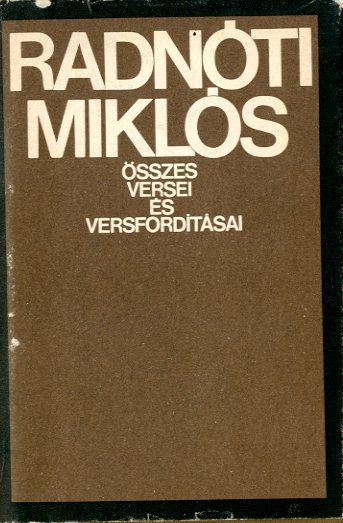 RADNÓTI
MIKLÓS
ÖSSZES
VERSEI
ÉS
VERSFORDÍTÁSAI